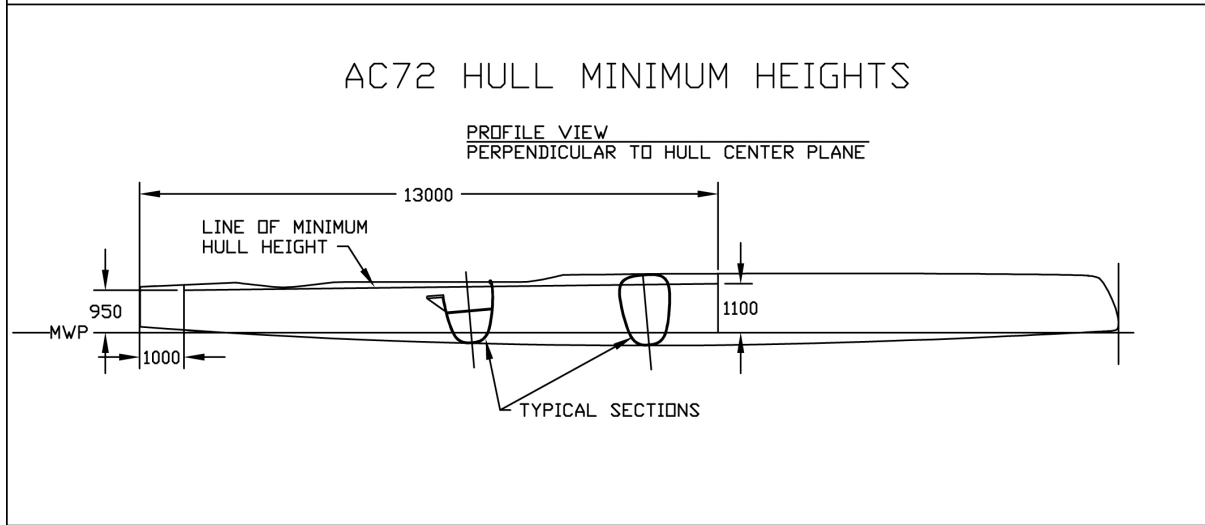 AC72 HULL MINIMUM HEIGHTS
PROFILE VIEW
PERPENDICULAR TO HULL CENTER PLANE
13000
LINE OF MINIMUM
HULL HEIGHT
950
1100
MWP
1000
TYPICAL SECTIONS